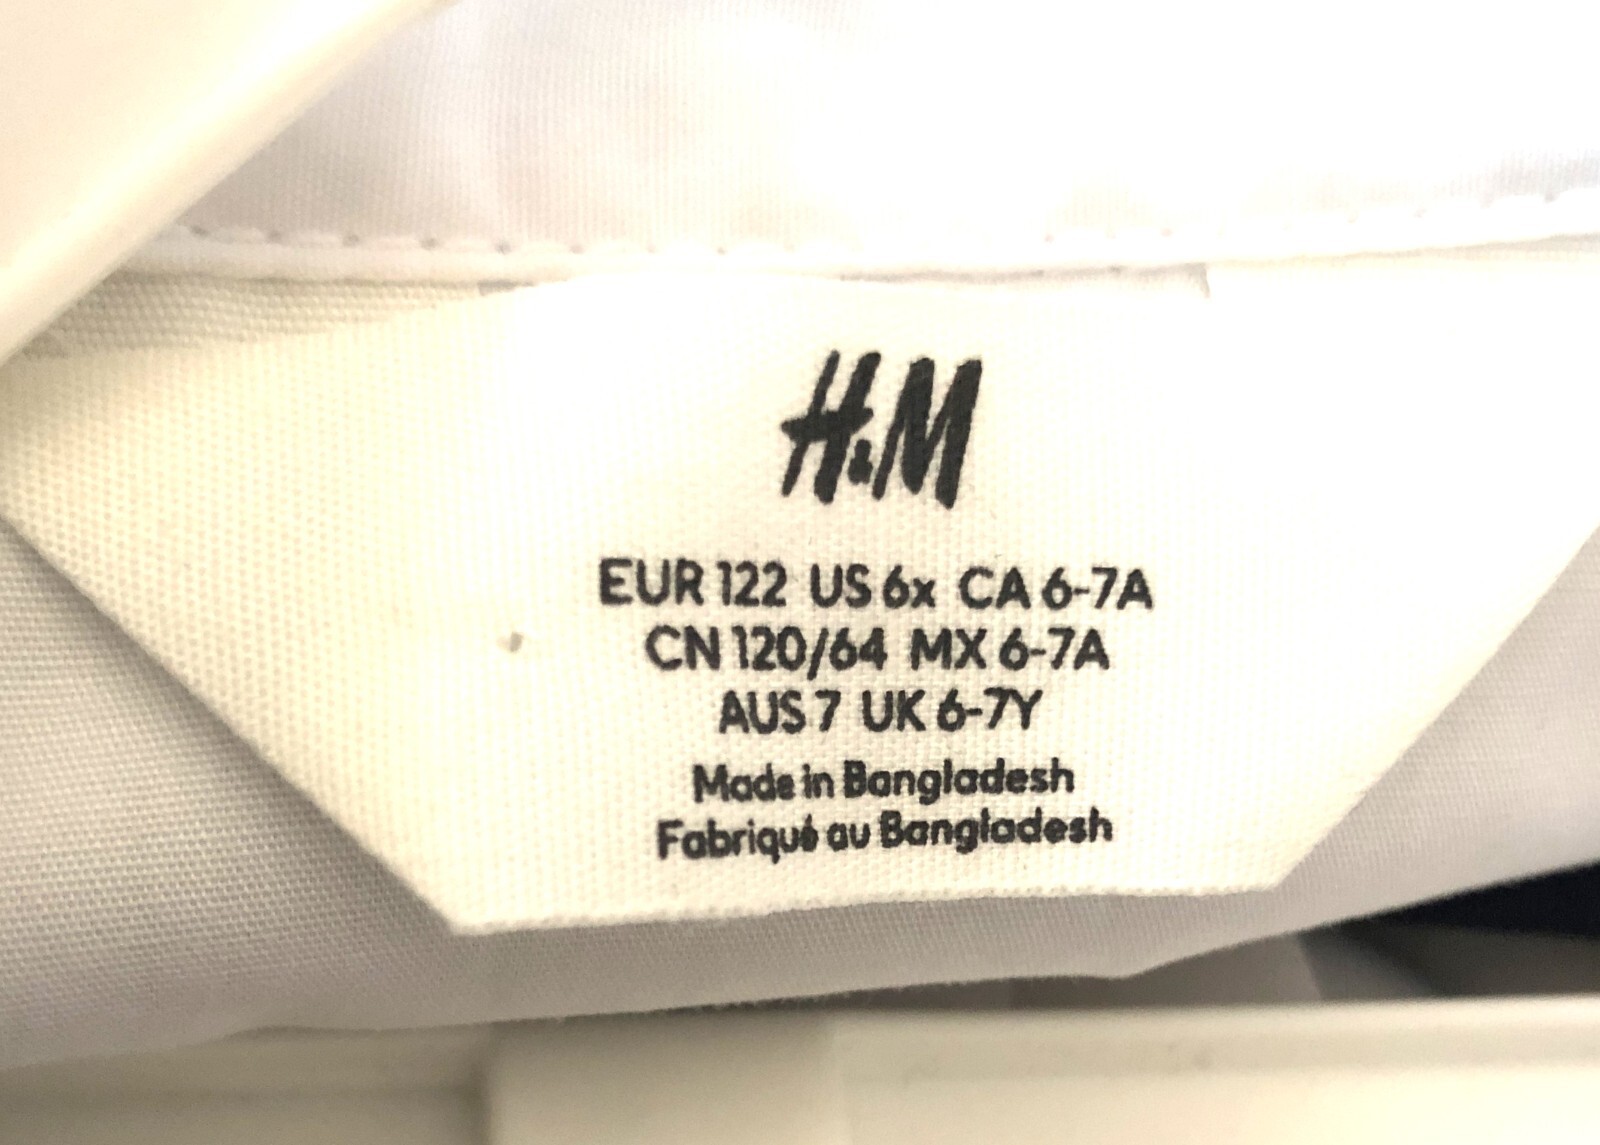 H&M
EUR 122 US 6x CA 6-7A
CN 120/64 MX 6-7A
AUS 7 UK 6-7Y
Made in Bangladesh
Fabriqué au Bangladesh